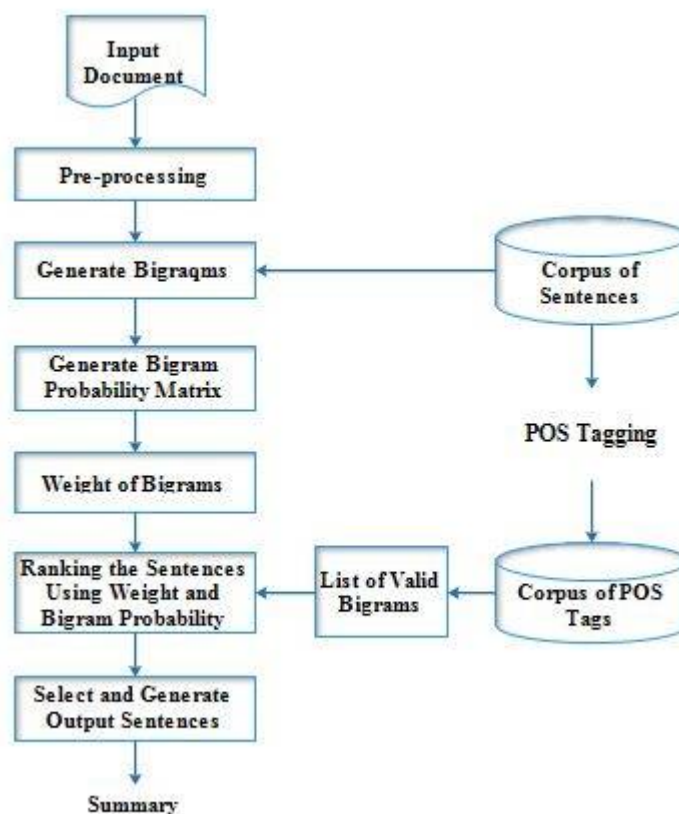 Input
Document
Pre-processing
Generate Bigraqms
Corpus of
Sentences
Generate Bigram
Probability Matrix
POS Tagging
Weight of Bigrams
Ranking the Sentences
Using Weight and
Bigram Probability
List of Valid
Bigrams
Corpus of POS
Tags
Select and Generate
Output Sentences
Summary